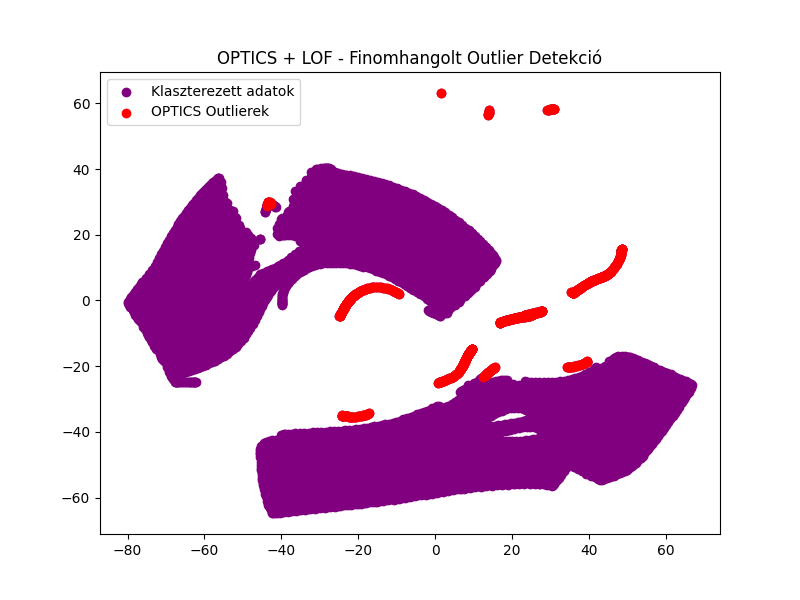 OPTICS + LOF - Finomhangolt Outlier Detekció
Klaszterezett adatok
OPTICS Outlierek
60
40
20
0
−20
−40
−60
−80 −60 −40 −20 0 20 40 60